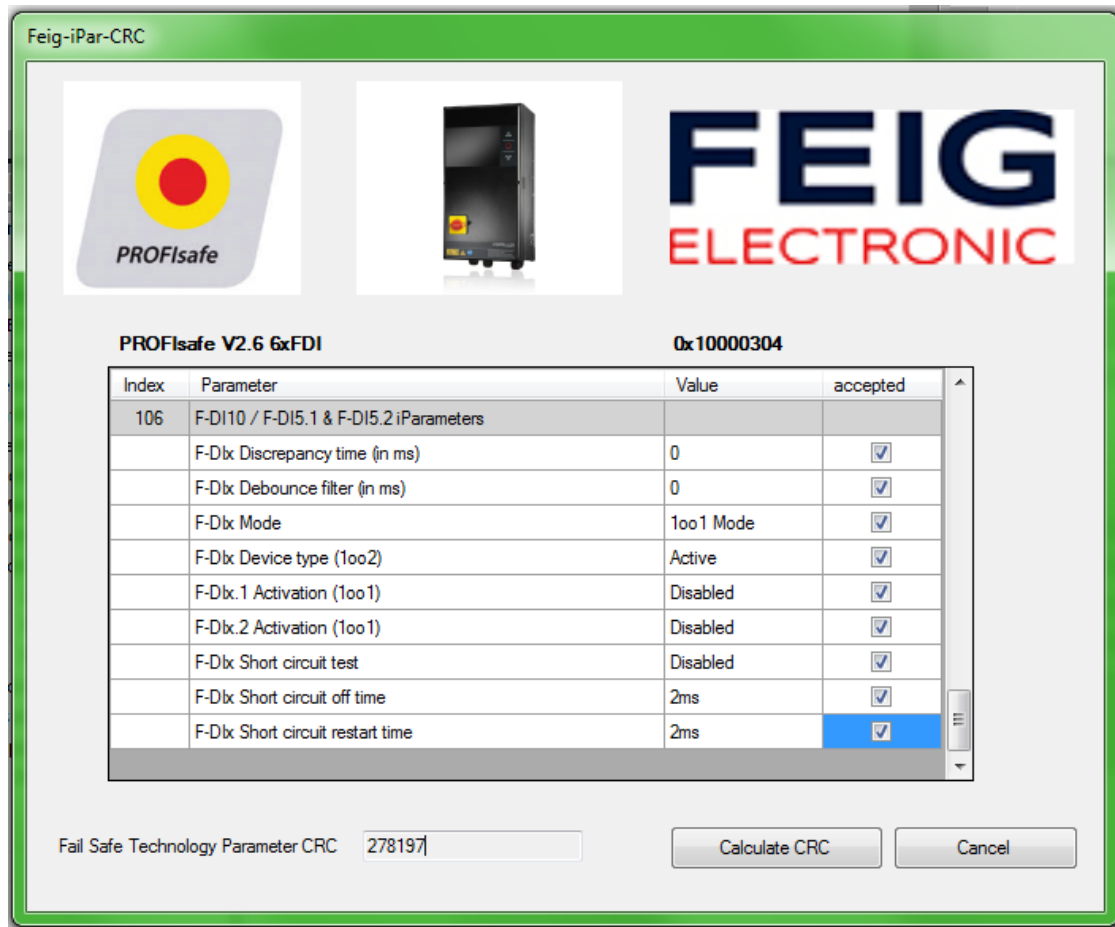 Feig-iPar-CRC
PROFIsafe
FEIG
ELECTRONIC
PROFIsafe V2.6 6xFDI 0x10000304
Index Parameter Value accepted
106 F-DI10 / F-DI5.1 & F-DI5.2 iParameters
F-DIx Discrepancy time (in ms) 0
F-DIx Debounce filter (in ms) 0
F-DIx Mode 1oo1 Mode
F-DIx Device type (1oo2) Active
F-DIx.1 Activation (1oo1) Disabled
F-DIx.2 Activation (1oo1) Disabled
F-DIx Short circuit test Disabled
F-DIx Short circuit off time 2ms
F-DIx Short circuit restart time 2ms
Fail Safe Technology Parameter CRC 278197 Calculate CRC Cancel